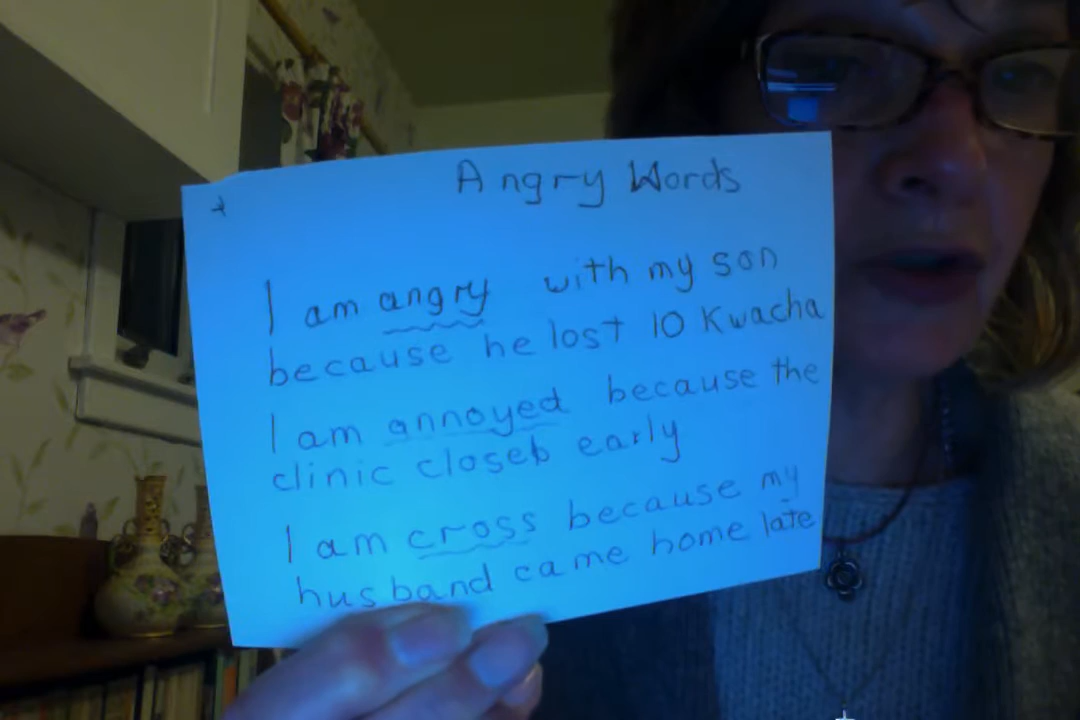 Angry Words
I am angry with my son
because he lost 10 Kwacha
I am annoyed because the
clinic closeb early
I am cross because my
husband came home late